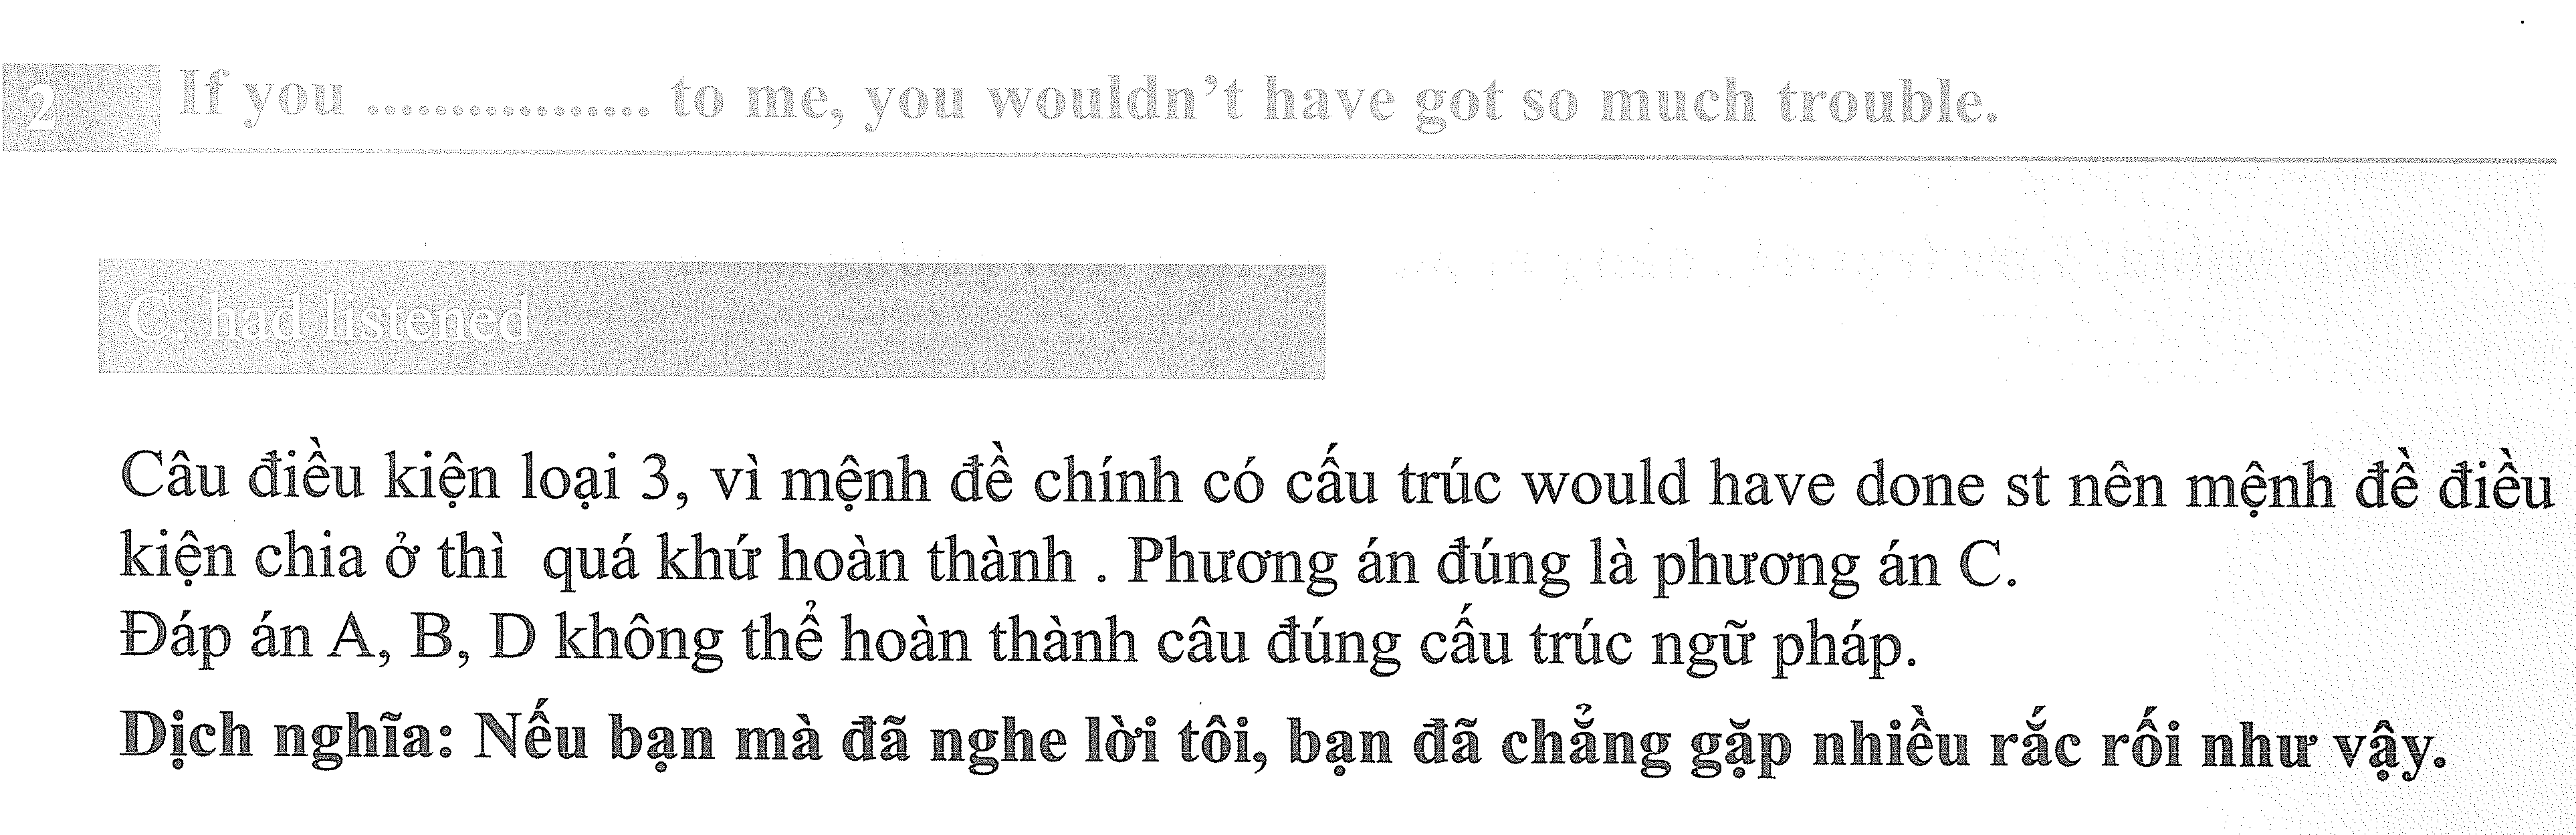 2 If you ................. to me, you wouldn't have got so much trouble.
C. had listened
Câu điều kiện loại 3, vì mệnh đề chính có cấu trúc would have done st nên mệnh đề điều
kiện chia ở thì quá khứ hoàn thành . Phương án đúng là phương án C.
Đáp án A, B, D không thể hoàn thành câu đúng cấu trúc ngữ pháp.
Dịch nghĩa: Nếu bạn mà đã nghe lời tôi, bạn đã chẳng gặp nhiều rắc rối như vậy.